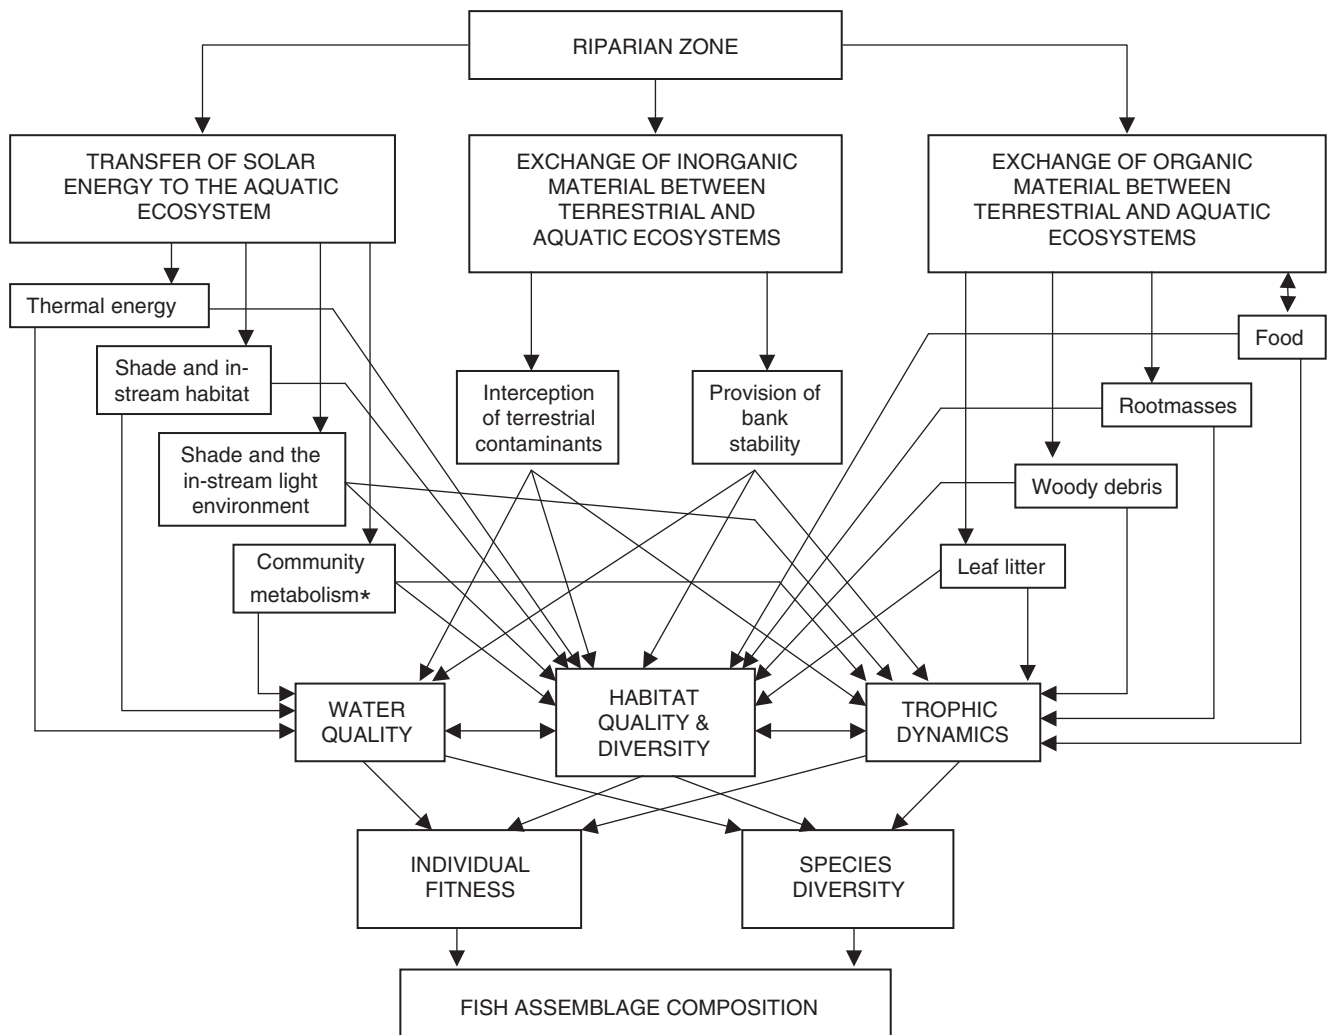 RIPARIAN ZONE
TRANSFER OF SOLAR
ENERGY TO THE AQUATIC
ECOSYSTEM
EXCHANGE OF INORGANIC
MATERIAL BETWEEN
TERRESTRIAL AND
AQUATIC ECOSYSTEMS
EXCHANGE OF ORGANIC
MATERIAL BETWEEN
TERRESTRIAL AND AQUATIC
ECOSYSTEMS
Thermal energy
Shade and in-
stream habitat
Shade and the
in-stream light
environment
Community
metabolism*
Interception
of terrestrial
contaminants
Provision of
bank
stability
Food
Rootmasses
Woody debris
Leaf litter
WATER
QUALITY
HABITAT
QUALITY &
DIVERSITY
TROPHIC
DYNAMICS
INDIVIDUAL
FITNESS
SPECIES
DIVERSITY
FISH ASSEMBLAGE COMPOSITION